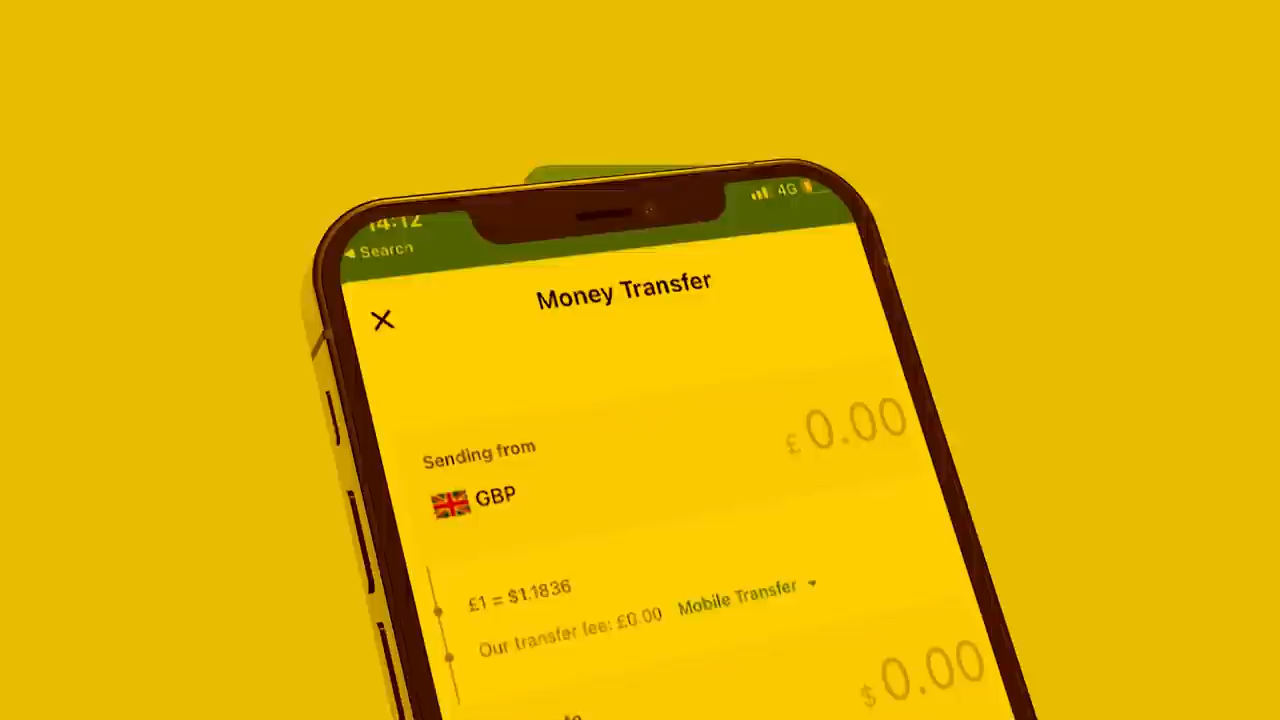 14:12
4G
◀ Search
Money Transfer
£ 0.00
Sending from
GBP
£1 = $1.1836
Our transfer fee: £0.00 Mobile Transfer
$ 0.00